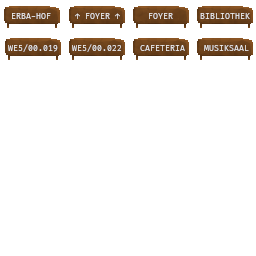 ERBA-HOF
↑ FOYER ↑
FOYER
BIBLIOTHEK
WE5/00.019
WE5/00.022
CAFETERIA
MUSIKSAAL